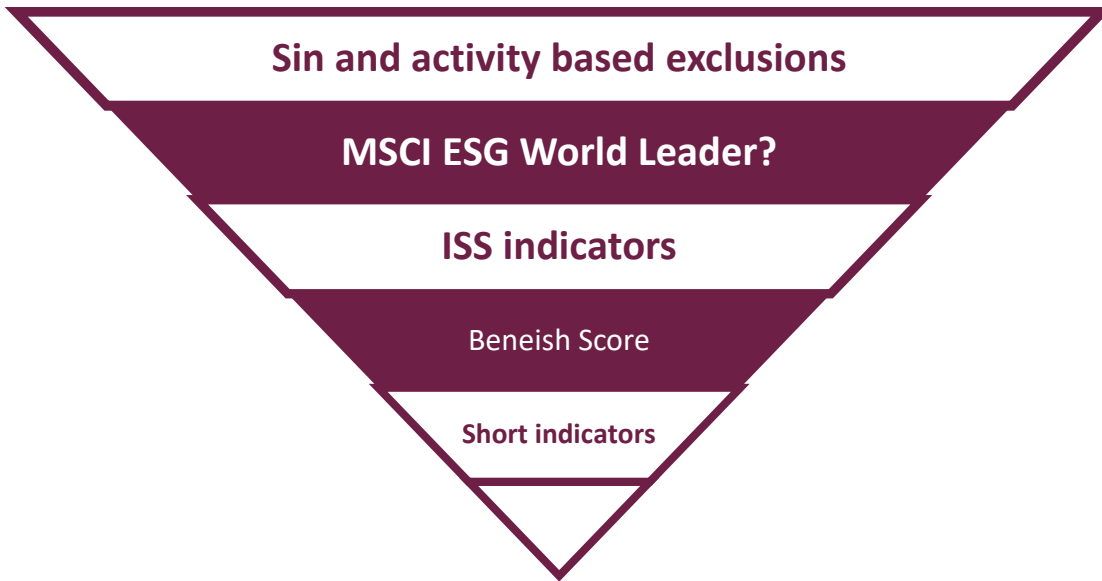 Sin and activity based exclusions
MSCI ESG World Leader?
ISS indicators
Beneish Score
Short indicators